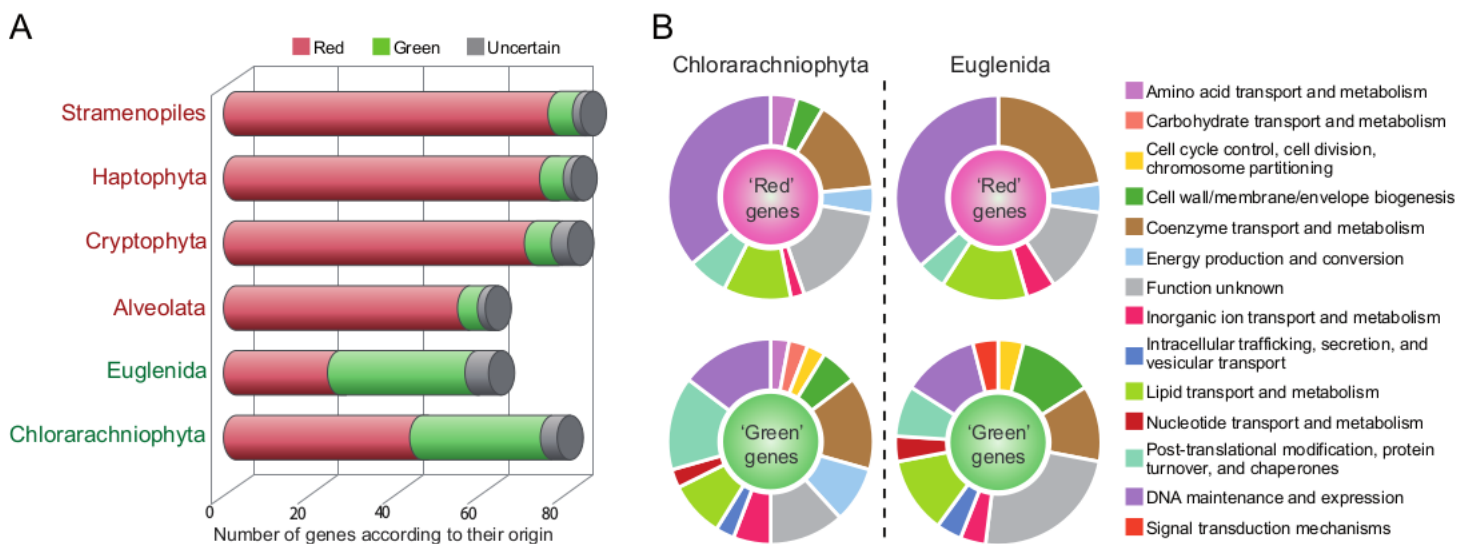 A
Red
Green
Uncertain
Stramenopiles
Haptophyta
Cryptophyta
Alveolata
Euglenida
Chlorarachniophyta
0
20
40
60
80
Number of genes according to their origin
B
Chlorarachniophyta
Euglenida
‘Red’
genes
‘Red’
genes
‘Green’
genes
‘Green’
genes
Amino acid transport and metabolism
Carbohydrate transport and metabolism
Cell cycle control, cell division,
chromosome partitioning
Cell wall/membrane/envelope biogenesis
Coenzyme transport and metabolism
Energy production and conversion
Function unknown
Inorganic ion transport and metabolism
Intracellular trafficking, secretion, and
vesicular transport
Lipid transport and metabolism
Nucleotide transport and metabolism
Post-translational modification, protein
turnover, and chaperones
DNA maintenance and expression
Signal transduction mechanisms